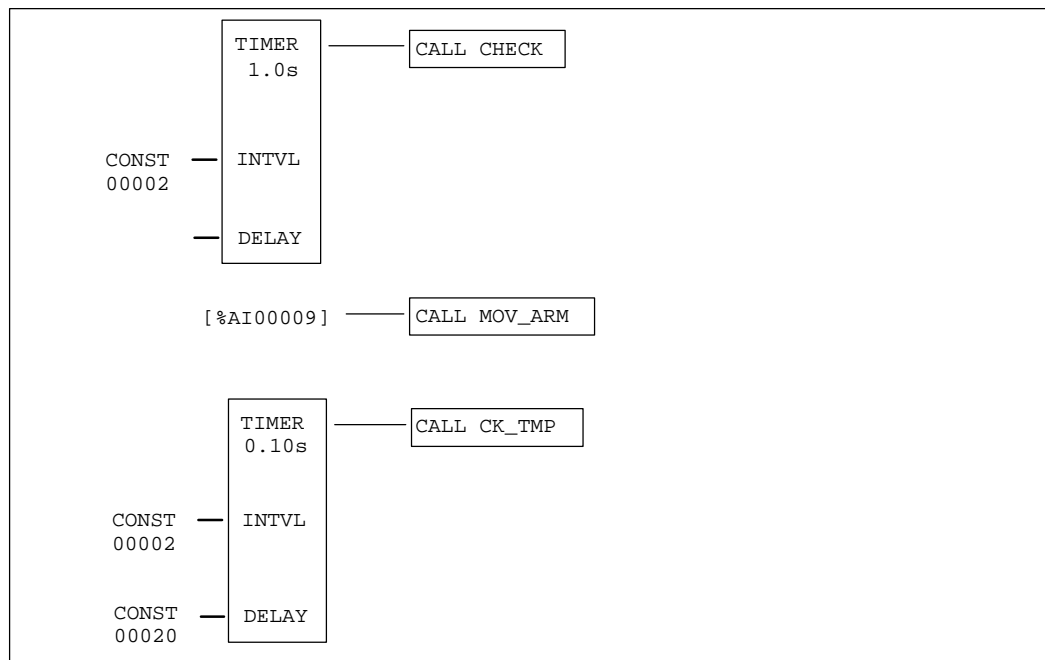 TIMER
1.0s
CALL CHECK
CONST
00002
INTVL
DELAY
[%AI00009]
CALL MOV_ARM
TIMER
0.10s
CALL CK_TMP
CONST
00002
INTVL
CONST
00020
DELAY